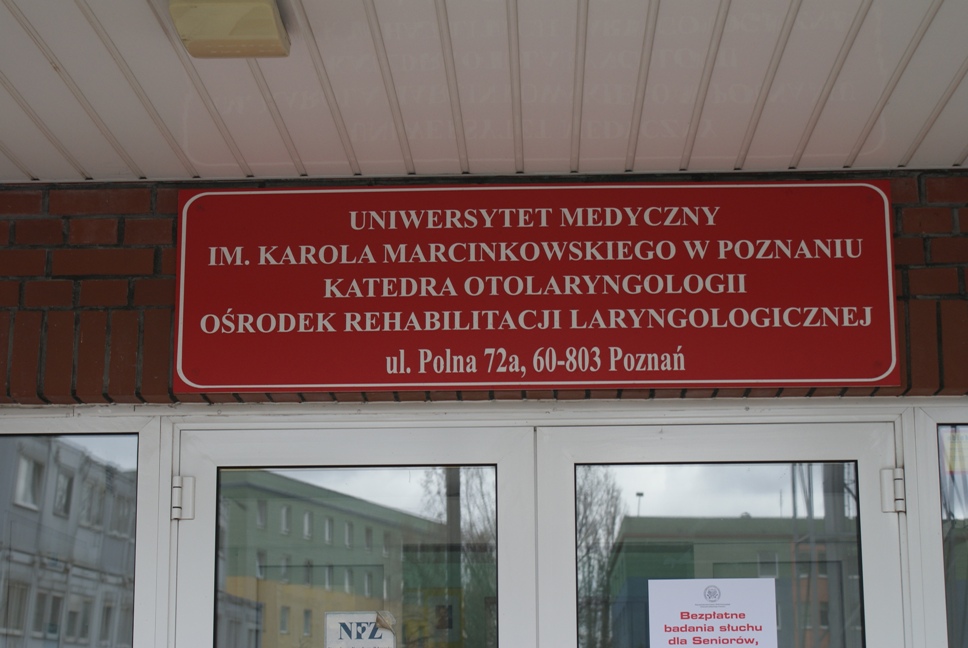 UNIWERSYTET MEDYCZNY
IM. KAROLA MARCINKOWSKIEGO W POZNANIU
KATEDRA OTOLARYNGOLOGII
OŚRODEK REHABILITACJI LARYNGOLOGICZNEJ
ul. Polna 72a, 60-803 Poznań
NFZ
Bezpłatne
badania słuchu
dla Seniorów,